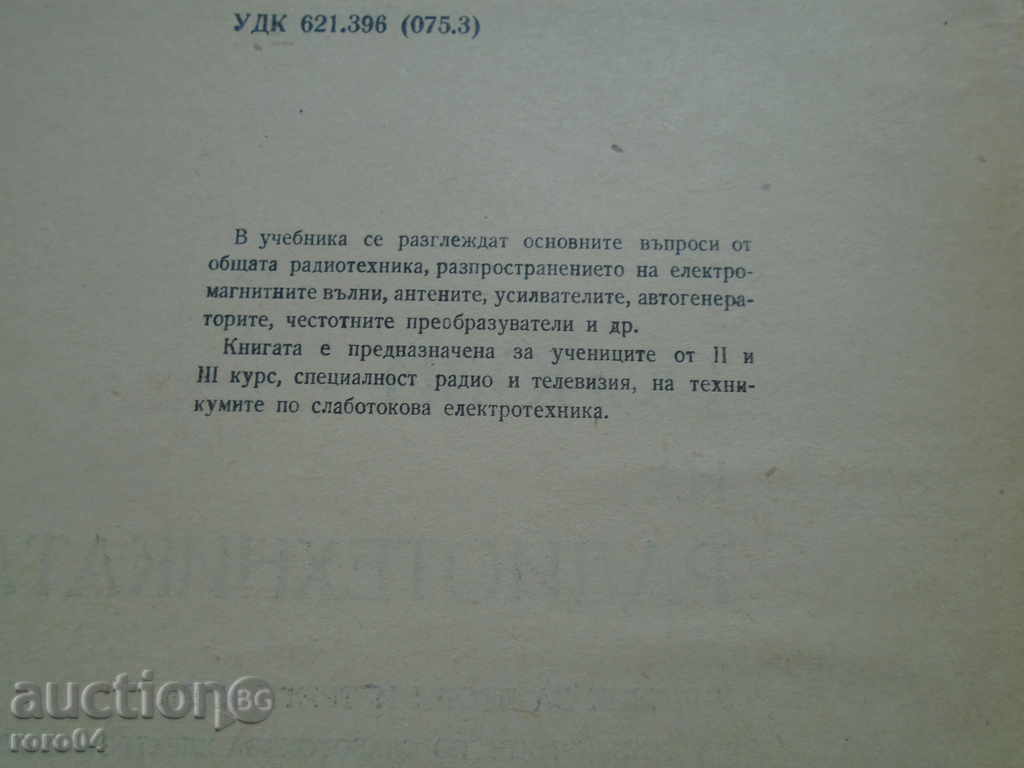 УДК 621.396 (075.3)
В учебника се разглеждат основните въпроси от
общата радиотехника, разпространението на електро-
магнитните вълни, антените, усилвателите, автогенера-
торите, честотните преобразуватели и др.
Книгата е предназначена за учениците от II и
III курс, специалност радио и телевизия, на техни-
кумите по слаботокова електротехника.
РАДИОТЕХНИКАТА
auction BG
roro04